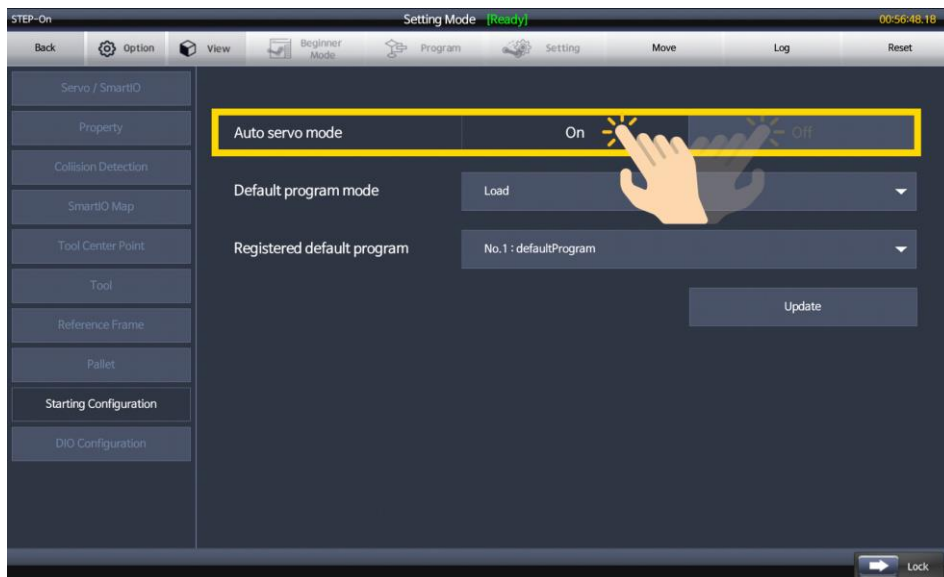 STEP-On
Setting Mode [Ready]
00:56:48.18
Back
Option
View
Beginner
Mode
Program
Setting
Move
Log
Reset
Servo / SmartIO
Property
Collision Detection
SmartIO Map
Tool Center Point
Tool
Reference Frame
Pallet
Starting Configuration
DIO Configuration
Auto servo mode
On
Off
Default program mode
Load
Registered default program
No.1 : defaultProgram
Update
Lock